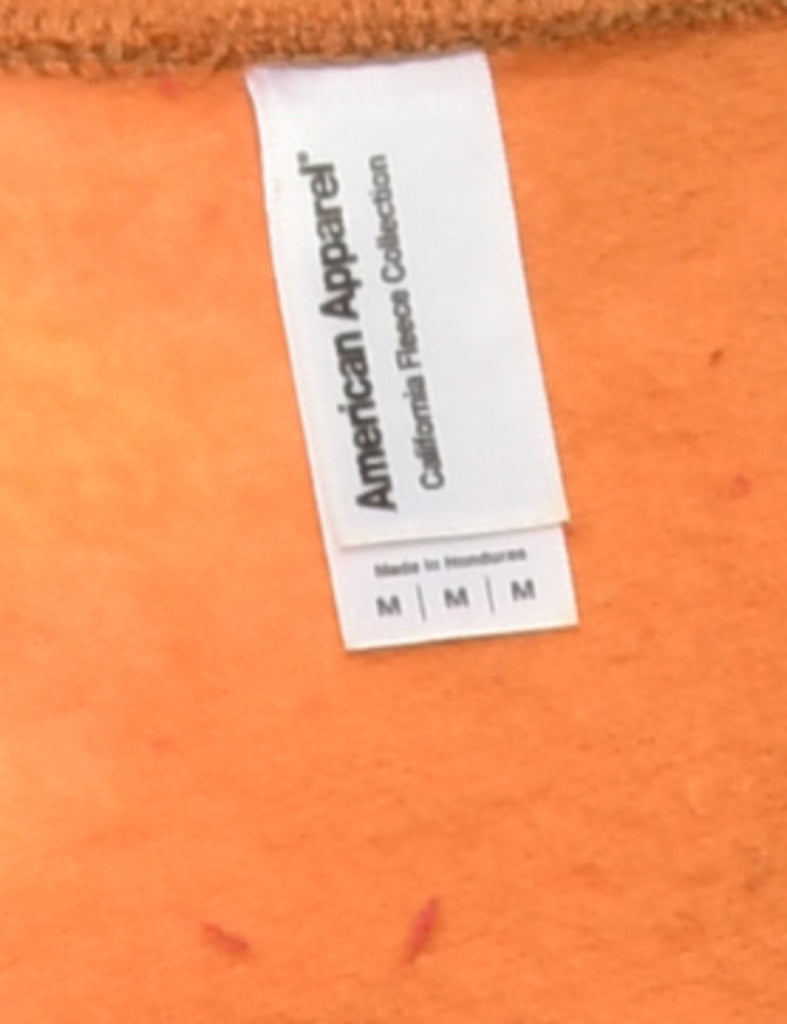 American Apparel®
California Fleece Collection
Made in Honduras
M | M | M